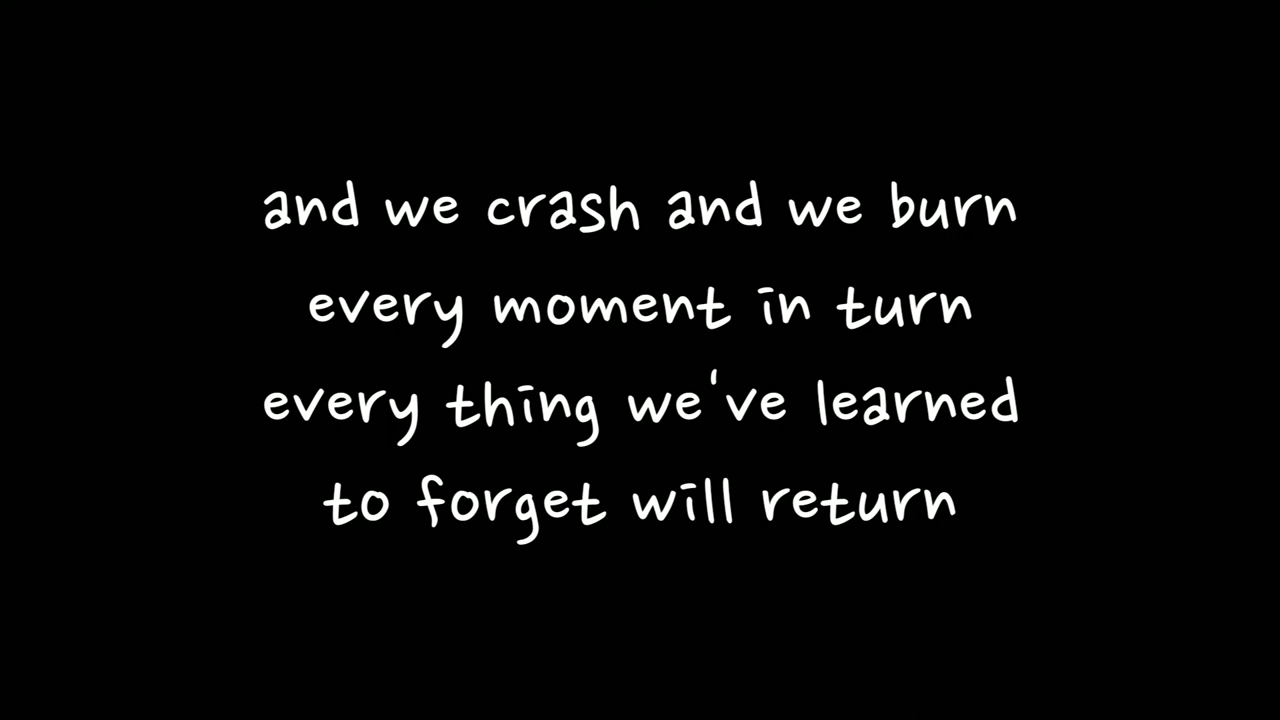 and we crash and we burn
every moment in turn
every thing we've learned
to forget will return